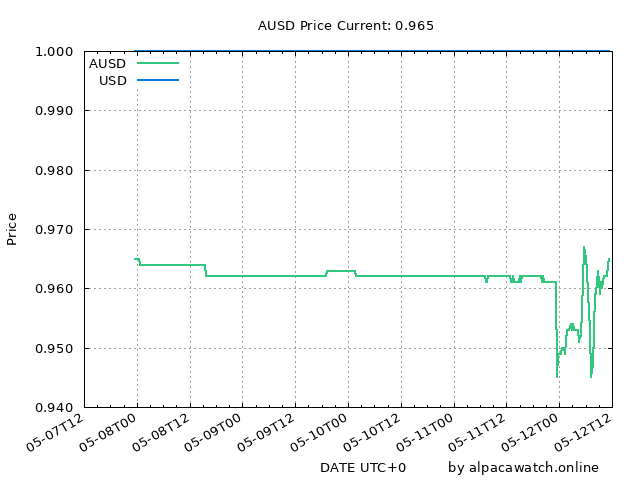 AUSD Price Current: 0.965
1.000
AUSD
USD
0.990
0.980
0.970
Price
0.960
0.950
0.940
05-07T12 05-08T00 05-08T12 05-09T00 05-09T12 05-10T00 05-10T12 05-11T00 05-11T12 05-12T00 05-12T12
DATE UTC+0 by alpacawatch.online